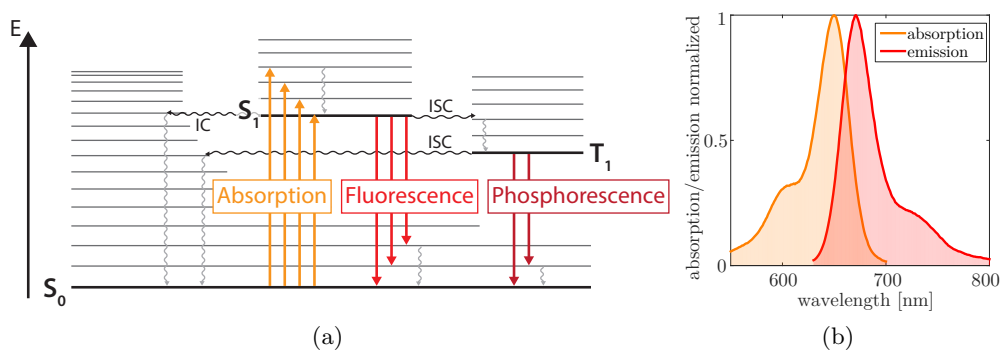 E
S1
IC
ISC
ISC
T1
Absorption
Fluorescence
Phosphorescence
S0
(a)
absorption/emission normalized
1
0.5
0
600
700
800
wavelength [nm]
absorption
emission
(b)